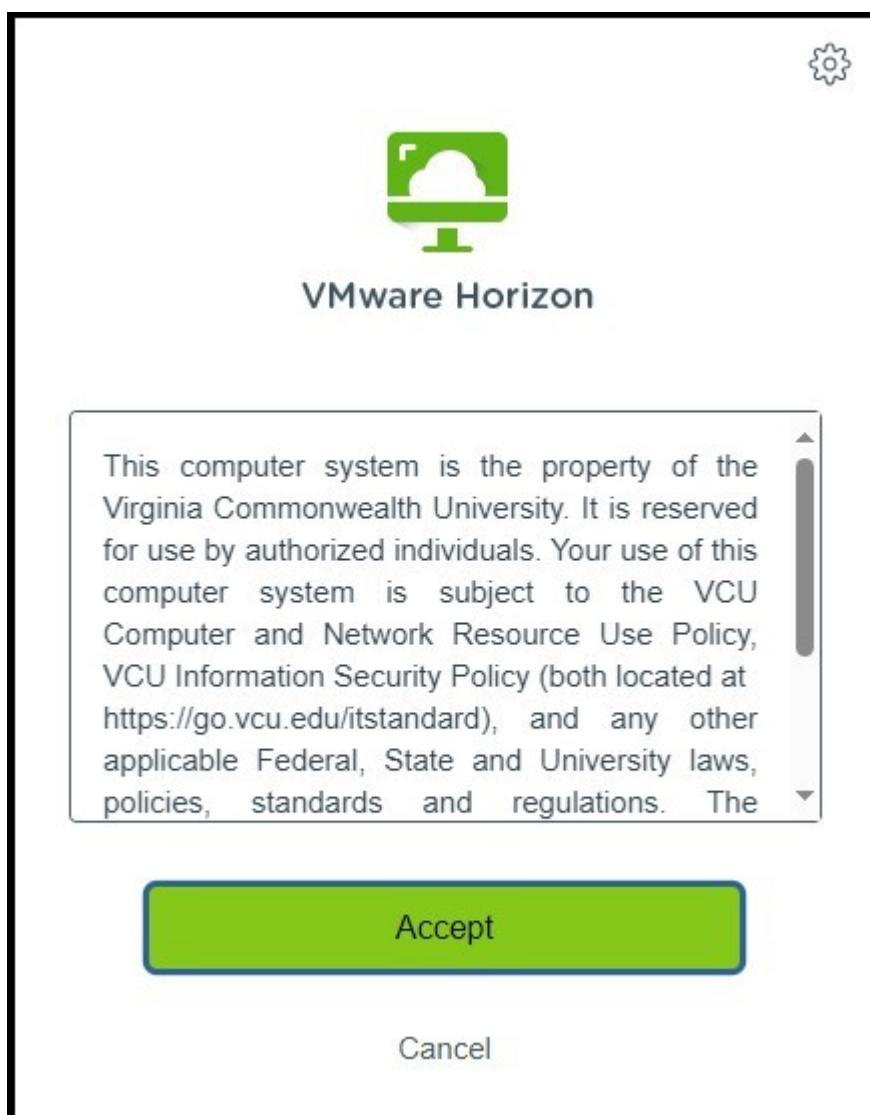 VMware Horizon
This computer system is the property of the
Virginia Commonwealth University. It is reserved
for use by authorized individuals. Your use of this
computer system is subject to the VCU
Computer and Network Resource Use Policy,
VCU Information Security Policy (both located at
https://go.vcu.edu/itstandard), and any other
applicable Federal, State and University laws,
policies, standards and regulations. The
Accept
Cancel